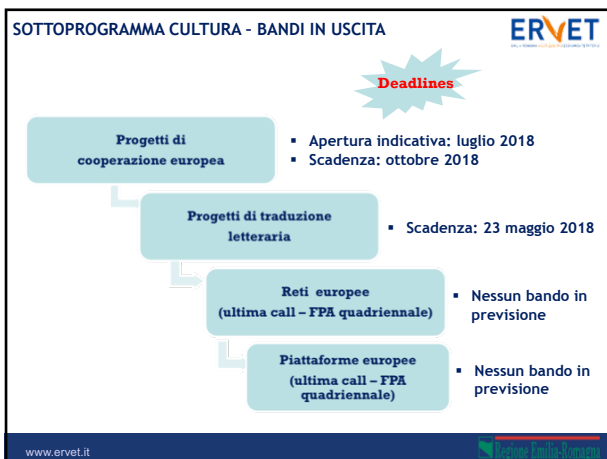 SOTTOPROGRAMMA CULTURA - BANDI IN USCITA
ERVET
Deadlines
Progetti di
cooperazione europea
▪ Apertura indicativa: luglio 2018
▪ Scadenza: ottobre 2018
Progetti di traduzione
letteraria
▪ Scadenza: 23 maggio 2018
Reti europee
(ultima call – FPA quadriennale)
▪ Nessun bando in
previsione
Piattaforme europee
(ultima call – FPA
quadriennale)
▪ Nessun bando in
previsione
www.ervet.it
Regione Emilia-Romagna